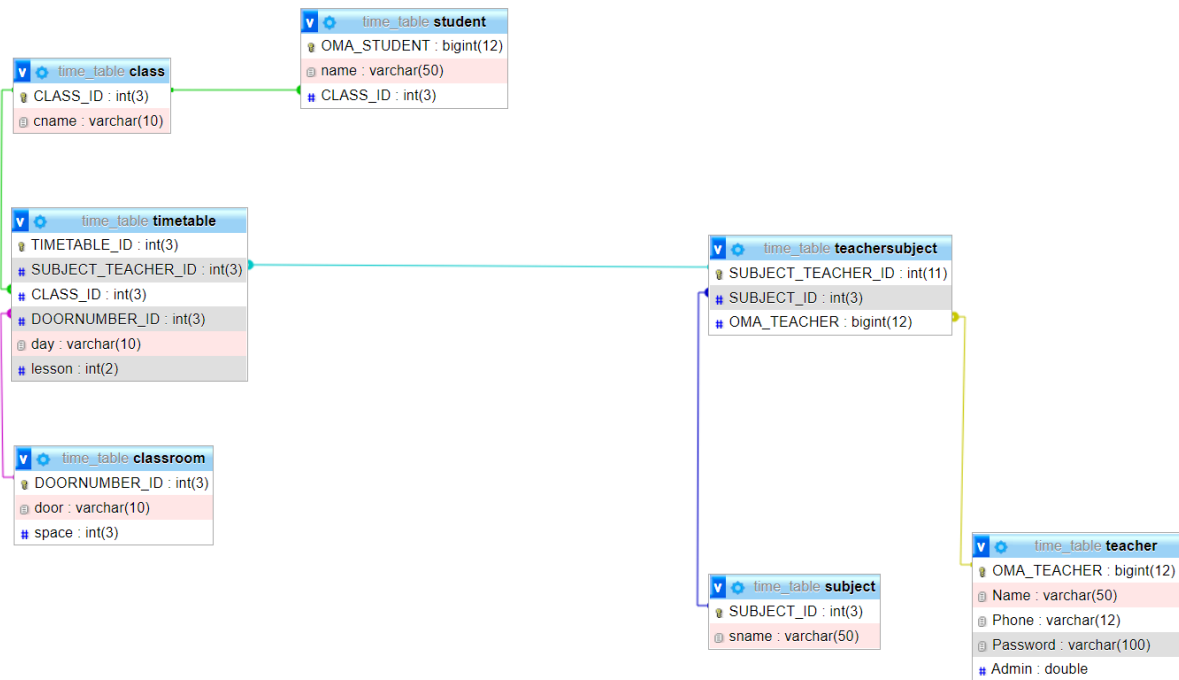 time_table student
OMA_STUDENT : bigint(12)
name : varchar(50)
CLASS_ID : int(3)
time_table class
CLASS_ID : int(3)
cname : varchar(10)
time_table timetable
TIMETABLE_ID : int(3)
SUBJECT_TEACHER_ID : int(3)
CLASS_ID : int(3)
DOORNUMBER_ID : int(3)
day : varchar(10)
lesson : int(2)
time_table teachersubject
SUBJECT_TEACHER_ID : int(11)
SUBJECT_ID : int(3)
OMA_TEACHER : bigint(12)
time_table classroom
DOORNUMBER_ID : int(3)
door : varchar(10)
space : int(3)
time_table subject
SUBJECT_ID : int(3)
sname : varchar(50)
time_table teacher
OMA_TEACHER : bigint(12)
Name : varchar(50)
Phone : varchar(12)
Password : varchar(100)
Admin : double